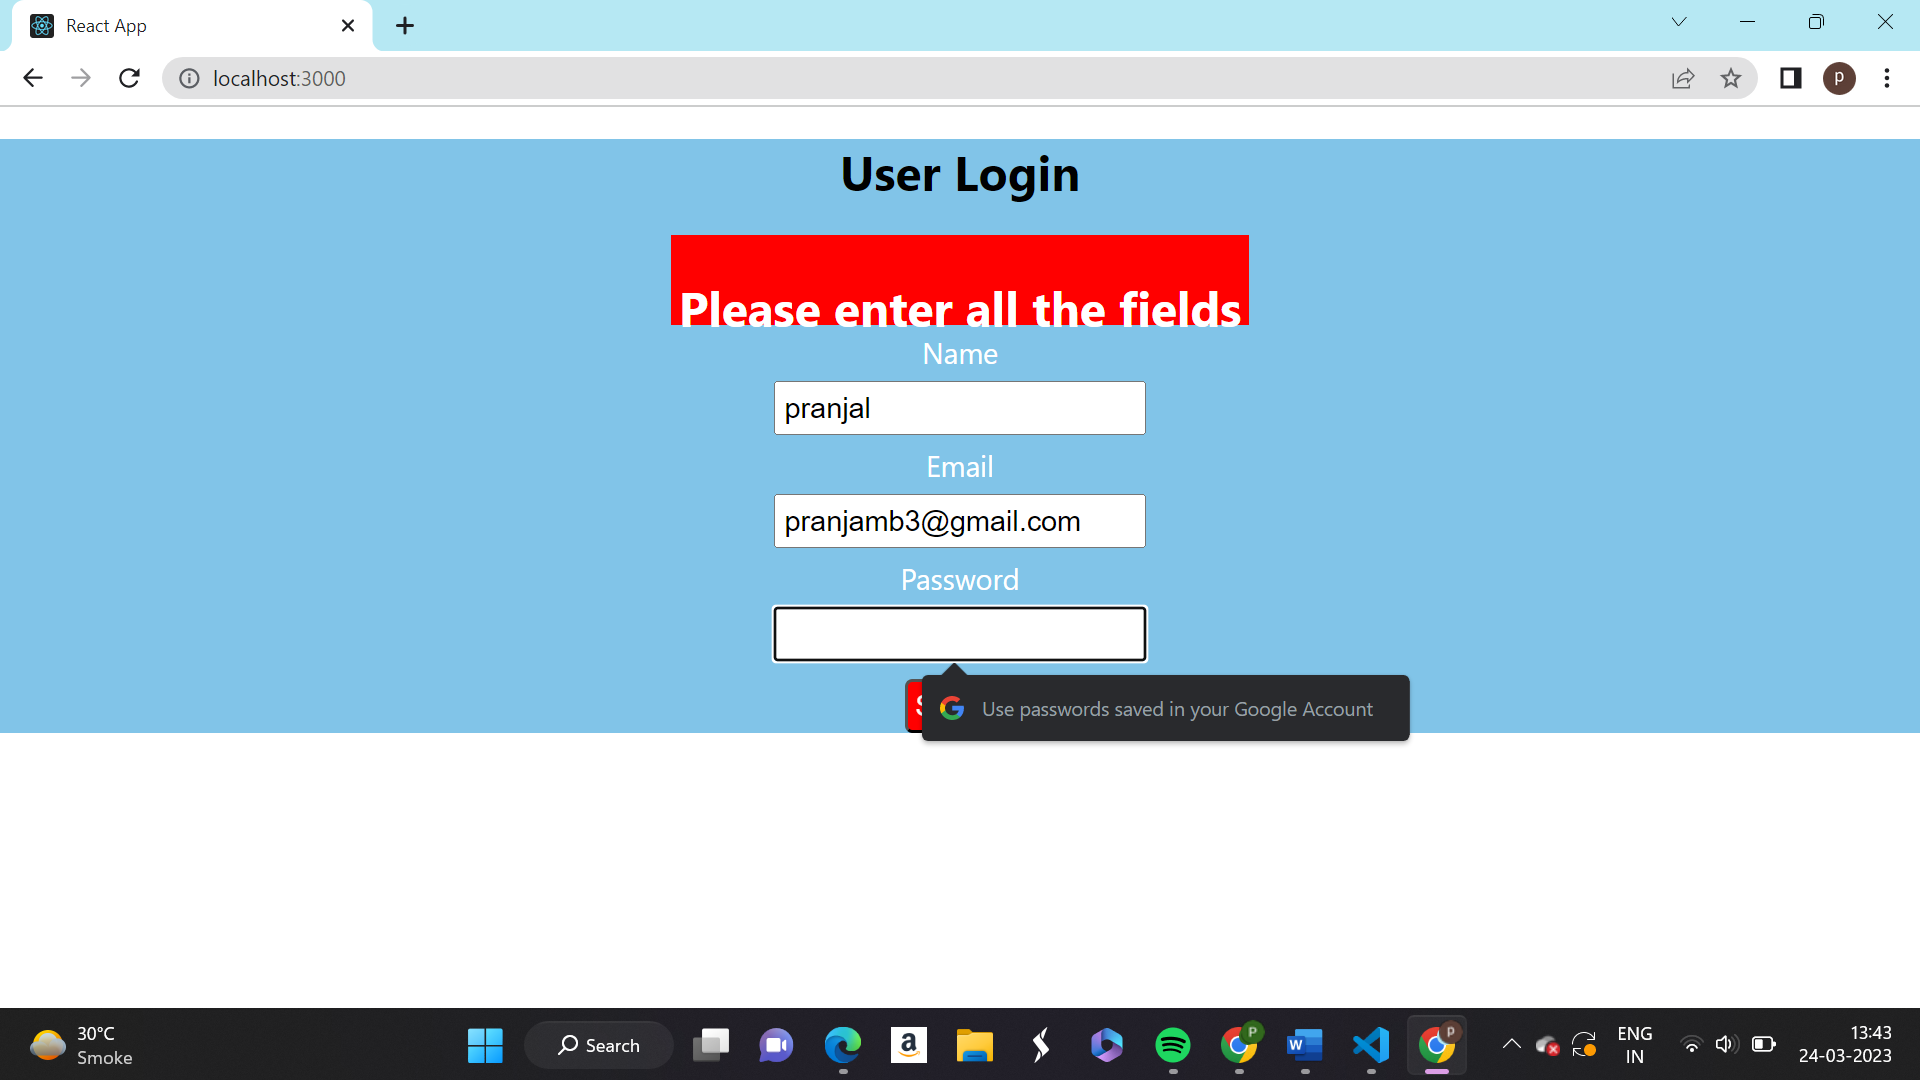 React App
localhost:3000
p
User Login
Please enter all the fields
Name
pranjal
Email
pranjamb3@gmail.com
Password
S
Use passwords saved in your Google Account
30°C
Smoke
Search
a
P
W
p
ENG
IN
13:43
24-03-2023